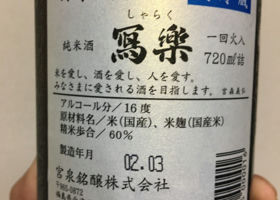 しゃらく
純米酒
寫樂
一回火入
720㎖詰
米を愛し、酒を愛し、人を愛す。
みなさまに愛される酒を目指します。
アルコール分/16度
原材料名/米(国産)、米麹(国産米)
精米歩合/60%
製造年月
02.03
宮泉銘醸株式会社
〒965-0872